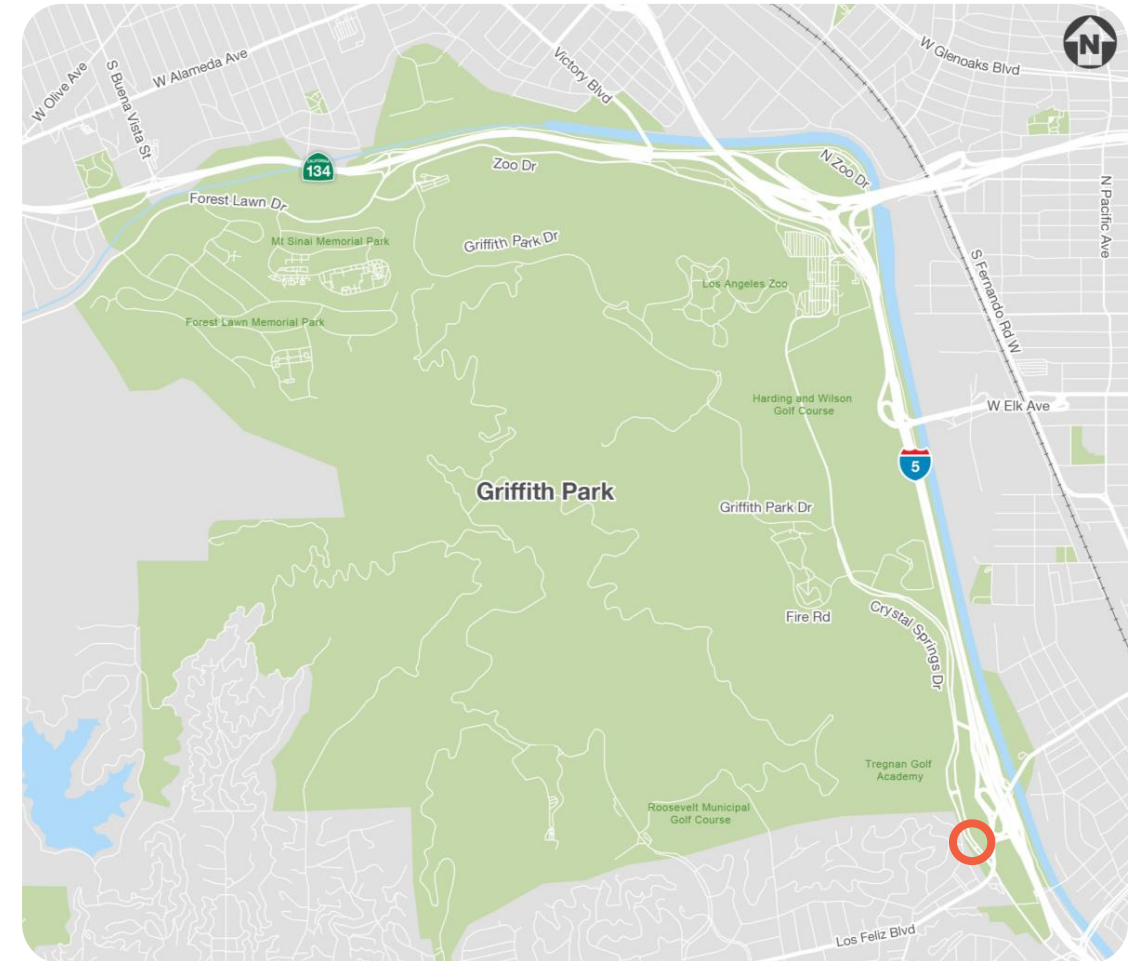 N
W Glenoaks Blvd
Victory Blvd
W Alameda Ave
W Olive Ave
S Buena Vista St
CALIFORNIA
134
Zoo Dr
N Zoo Dr
N Pacific Ave
Forest Lawn Dr
Mt Sinai Memorial Park
Griffith Park Dr
S Fernando Rd W
Los Angeles Zoo
Forest Lawn Memorial Park
Harding and Wilson
Golf Course
W Elk Ave
5
Griffith Park
Griffith Park Dr
Fire Rd
Crystal Springs Dr
Tregnan Golf
Academy
Roosevelt Municipal
Golf Course
Los Feliz Blvd